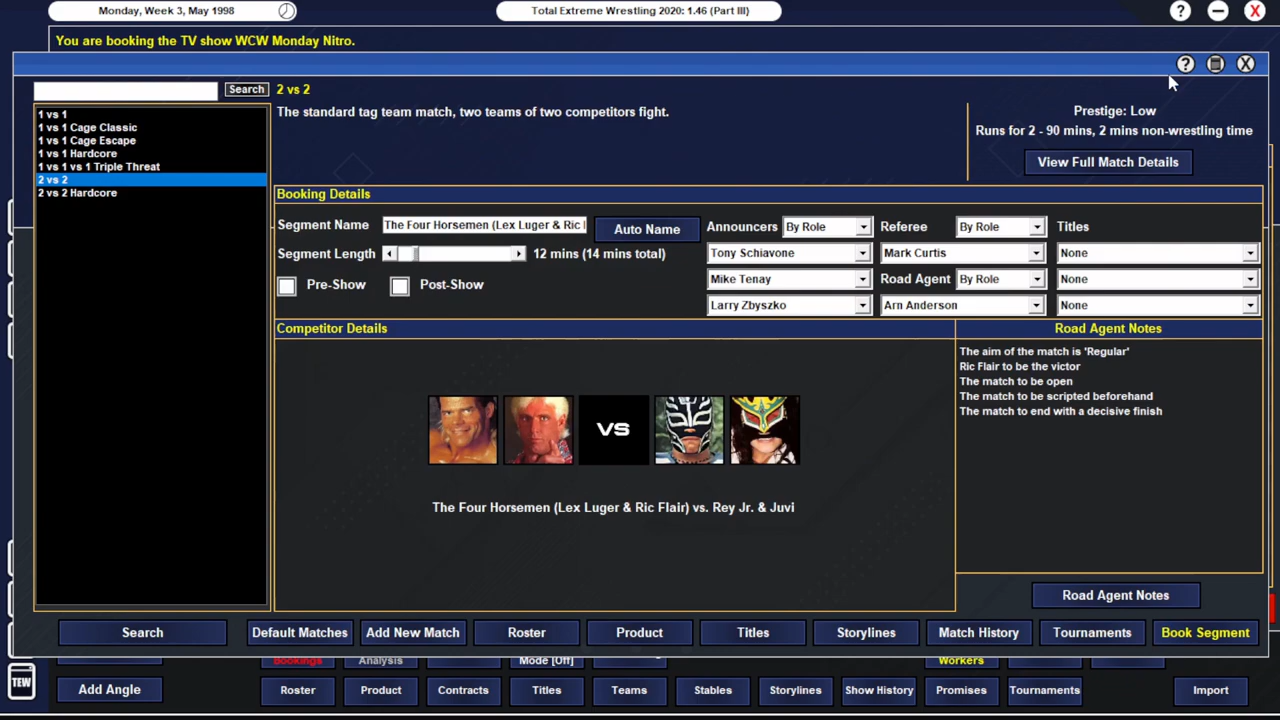 Monday, Week 3, May 1998
Total Extreme Wrestling 2020: 1.46 (Part III)
You are booking the TV show WCW Monday Nitro.
Search
2 vs 2
1 vs 1
1 vs 1 Cage Classic
1 vs 1 Cage Escape
1 vs 1 Hardcore
1 vs 1 vs 1 Triple Threat
2 vs 2
2 vs 2 Hardcore
The standard tag team match, two teams of two competitors fight.
Prestige: Low
Runs for 2 - 90 mins, 2 mins non-wrestling time
View Full Match Details
Booking Details
Segment Name
The Four Horsemen (Lex Luger & Ric
Auto Name
Announcers
By Role
Referee
By Role
Titles
Segment Length
12 mins (14 mins total)
Tony Schiavone
Mark Curtis
None
Pre-Show
Post-Show
Mike Tenay
Road Agent
By Role
None
Larry Zbyszko
Arn Anderson
None
Competitor Details
VS
The Four Horsemen (Lex Luger & Ric Flair) vs. Rey Jr. & Juvi
Road Agent Notes
The aim of the match is 'Regular'
Ric Flair to be the victor
The match to be open
The match to be scripted beforehand
The match to end with a decisive finish
Road Agent Notes
Search
Default Matches
Add New Match
Roster
Product
Titles
Storylines
Match History
Tournaments
Book Segment
Bookings
Analysis
Mode [Off]
Workers
TEW
Add Angle
Roster
Product
Contracts
Titles
Teams
Stables
Storylines
Show History
Promises
Tournaments
Import